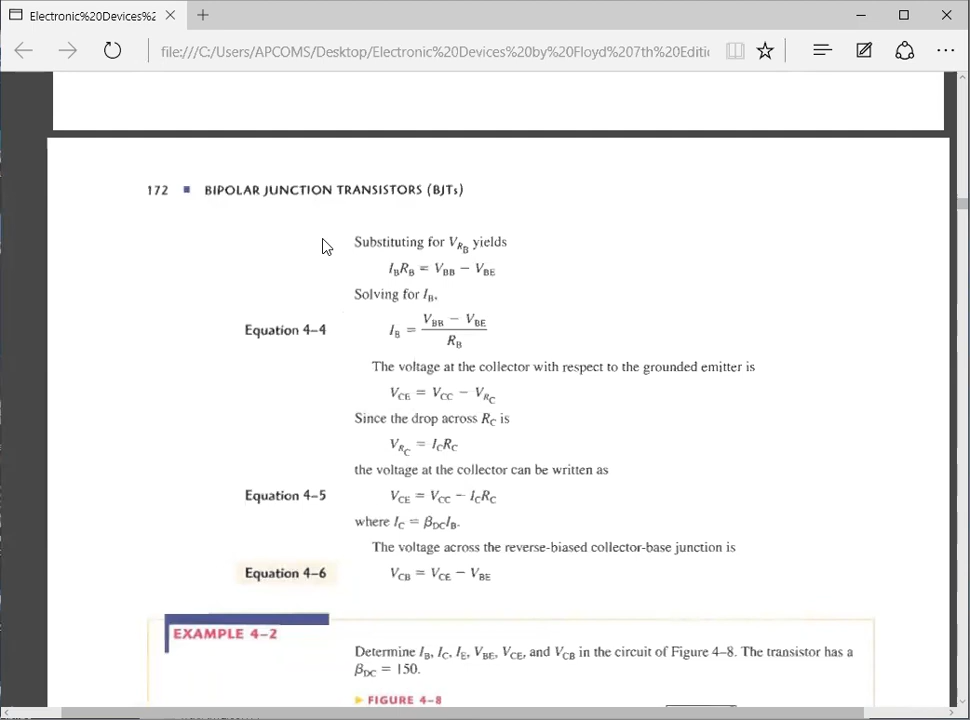 Electronic%20Devices%2
file:///C:/Users/APCOMS/Desktop/Electronic%20Devices%20by%20Floyd%207th%20Editi
172 ■ BIPOLAR JUNCTION TRANSISTORS (BJTs)
Substituting for V_{R_B} yields
I_B R_B = V_BB − V_BE
Solving for I_B,
Equation 4–4 I_B = (V_BB − V_BE) / R_B
The voltage at the collector with respect to the grounded emitter is
V_CE = V_CC − V_{R_C}
Since the drop across R_C is
V_{R_C} = I_C R_C
the voltage at the collector can be written as
Equation 4–5 V_CE = V_CC − I_C R_C
where I_C = β_DC I_B.
The voltage across the reverse-biased collector-base junction is
Equation 4–6 V_CB = V_CE − V_BE
EXAMPLE 4–2
Determine I_B, I_C, I_E, V_BE, V_CE, and V_CB in the circuit of Figure 4–8. The transistor has a
β_DC = 150.
► FIGURE 4–8